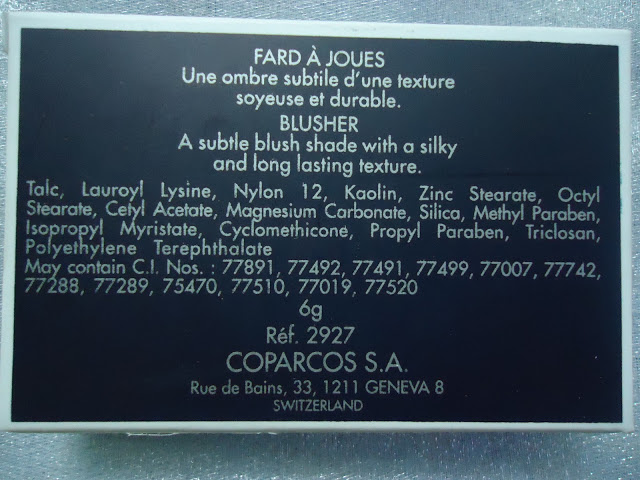 FARD À JOUES
Une ombre subtile d'une texture
soyeuse et durable.
BLUSHER
A subtle blush shade with a silky
and long lasting texture.
Talc, Lauroyl Lysine, Nylon 12, Kaolin, Zinc Stearate, Octyl
Stearate, Cetyl Acetate, Magnesium Carbonate, Silica, Methyl Paraben,
Isopropyl Myristate, Cyclomethicone, Propyl Paraben, Triclosan,
Polyethylene Terephthalate
May contain C.I. Nos. : 77891, 77492, 77491, 77499, 77007, 77742,
77288, 77289, 75470, 77510, 77019, 77520
6g
Réf. 2927
COPARCOS S.A.
Rue de Bains, 33, 1211 GENEVA 8
SWITZERLAND